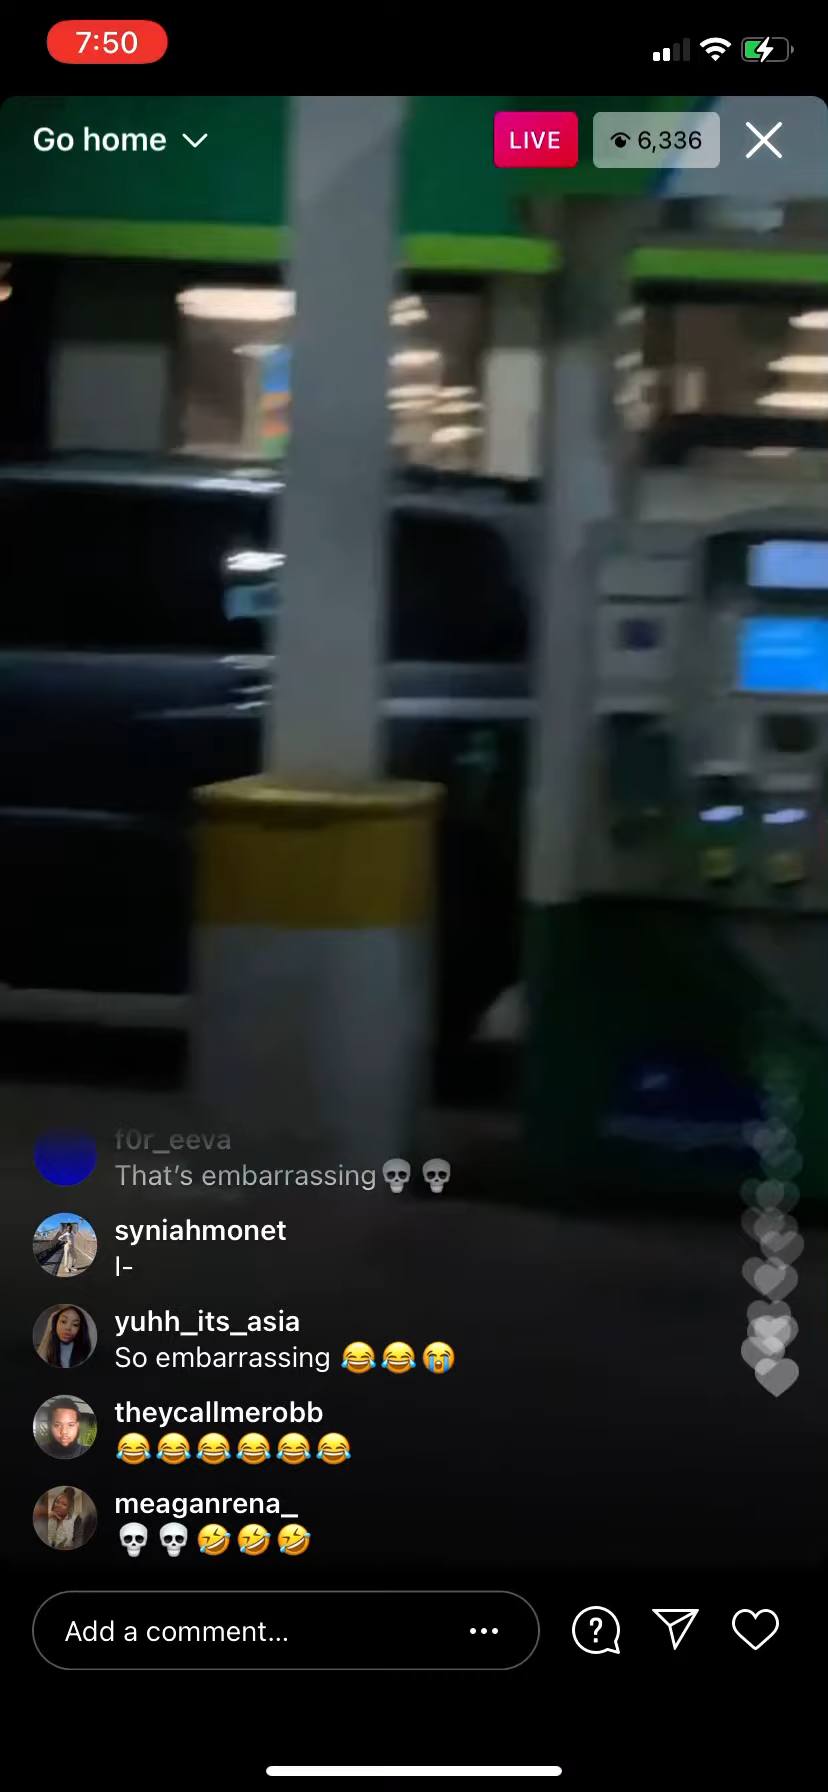 7:50
Go home
LIVE
6,336
f0r_eeva
That's embarrassing💀💀
syniahmonet
I-
yuhh_its_asia
So embarrassing 😂😂😭
theycallmerobb
😂😂😂😂😂😂
meaganrena_
💀💀🤣🤣🤣
Add a comment...